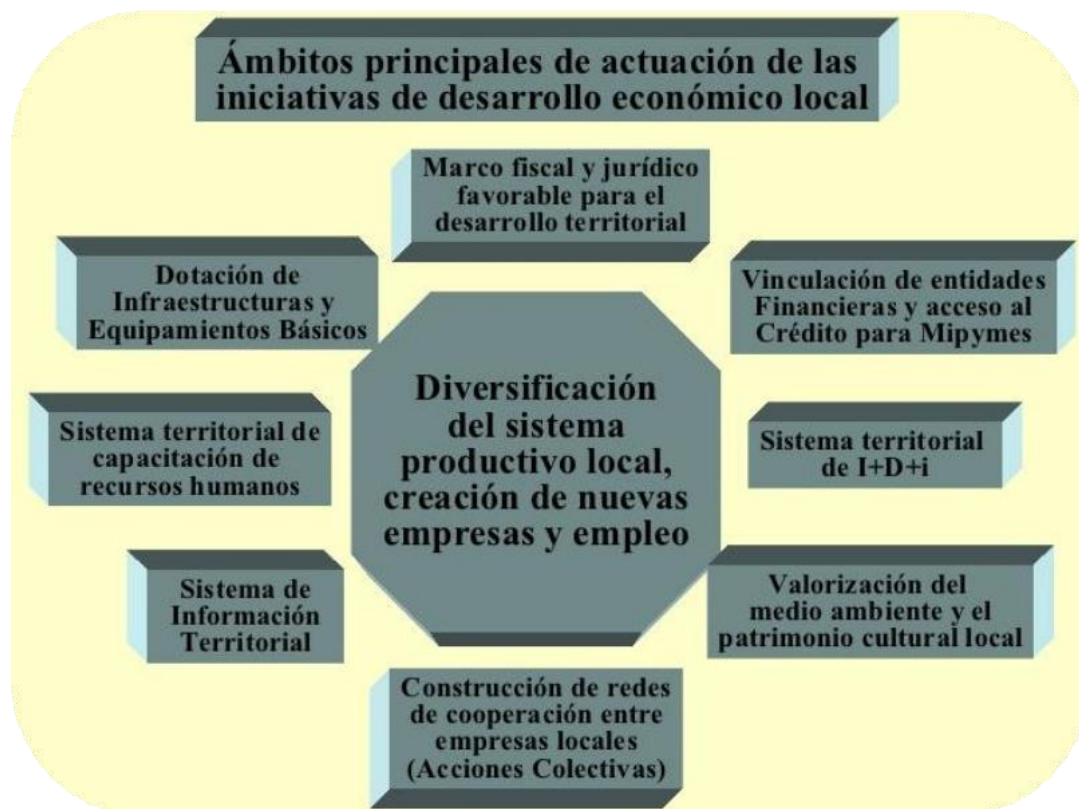 Ámbitos principales de actuación de las
iniciativas de desarrollo económico local
Marco fiscal y jurídico
favorable para el
desarrollo territorial
Dotación de
Infraestructuras y
Equipamientos Básicos
Vinculación de entidades
Financieras y acceso al
Crédito para Mipymes
Diversificación
del sistema
productivo local,
creación de nuevas
empresas y empleo
Sistema territorial de
capacitación de
recursos humanos
Sistema territorial
de I+D+i
Sistema de
Información
Territorial
Valorización del
medio ambiente y el
patrimonio cultural local
Construcción de redes
de cooperación entre
empresas locales
(Acciones Colectivas)